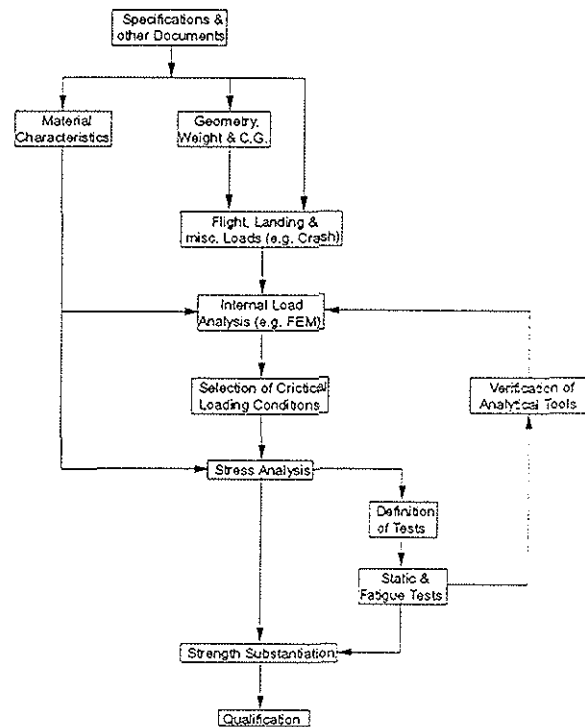 Specifications &
other Documents
Material
Characteristics
Geometry,
Weight & C.G.
Flight, Landing &
misc. Loads (e.g. Crash)
Internal Load
Analysis (e.g. FEM)
Selection of Crictical
Loading Conditions
Verification of
Analytical Tools
Stress Analysis
Definition
of Tests
Static &
Fatigue Tests
Strength Substantiation
Qualification